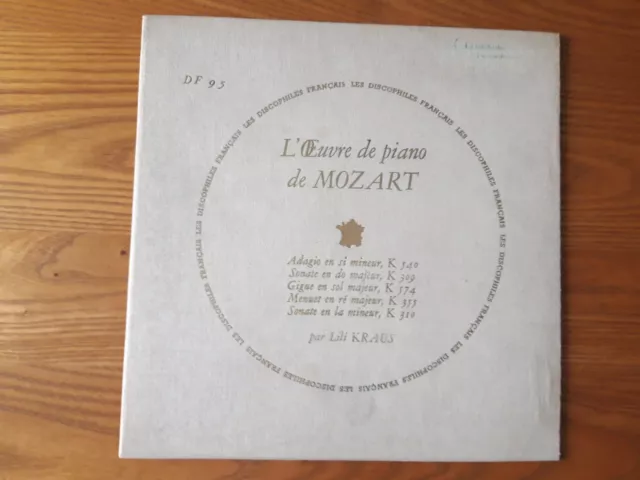 DF 95
LES DISCOPHILES FRANÇAIS LES DISCOPHILES FRANÇAIS LES DISCOPHILES FRANÇAIS LES DISCOPHILES FRANÇAIS LES DISCOPHILES FRANÇAIS LES DISCOPHILES FRANÇAIS
L'Œuvre de piano
de MOZART
Adagio en si mineur, K 540
Sonate en do majeur, K 309
Gigue en sol majeur, K 574
Menuet en ré majeur, K 355
Sonate en la mineur, K 310
par Lili KRAUS